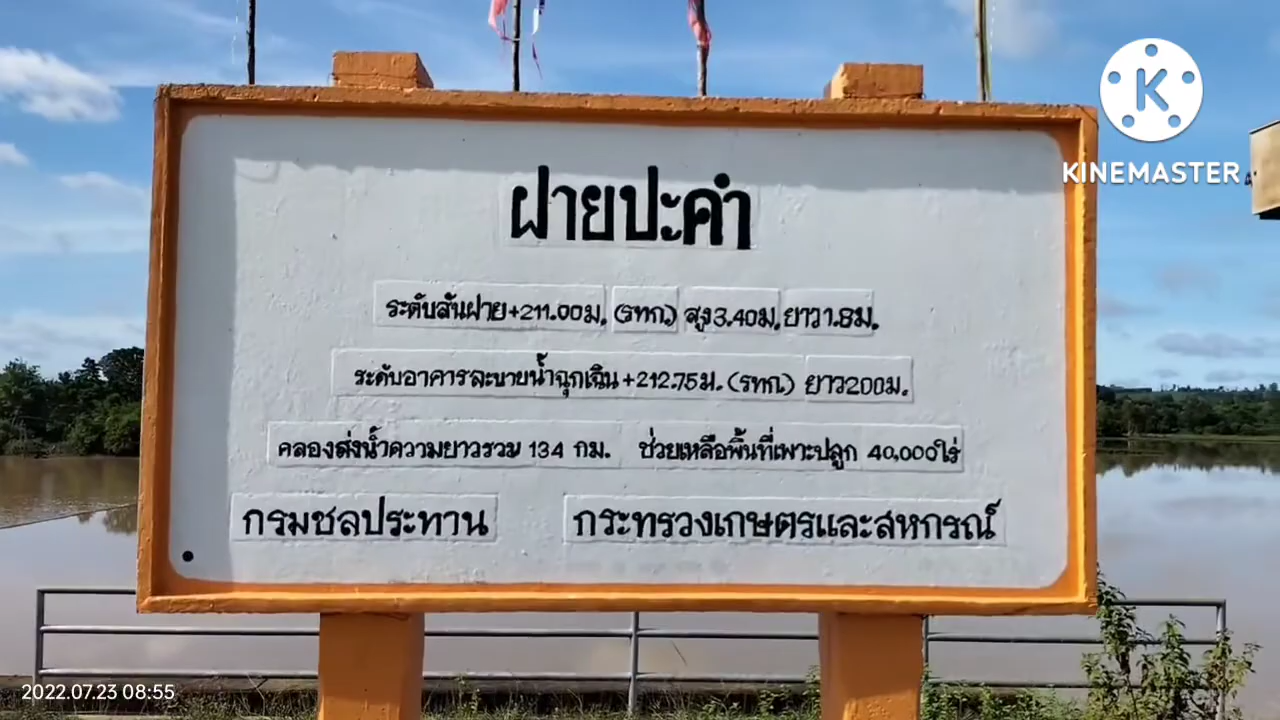 KINEMASTER
ฝายปะคำ
ระดับสันฝาย+211.00ม. (รทก.) สูง3.40ม. ยาว1.8ม.
ระดับอาคารละบายน้ำฉุกเฉิน+212.75ม. (รทก.) ยาว200ม.
คลองส่งน้ำความยาวรวม 134 กม. ช่วยเหลือพื้นที่เพาะปลูก 40,000ไร่
กรมชลประทาน กระทรวงเกษตรและสหกรณ์
2022.07.23 08:55